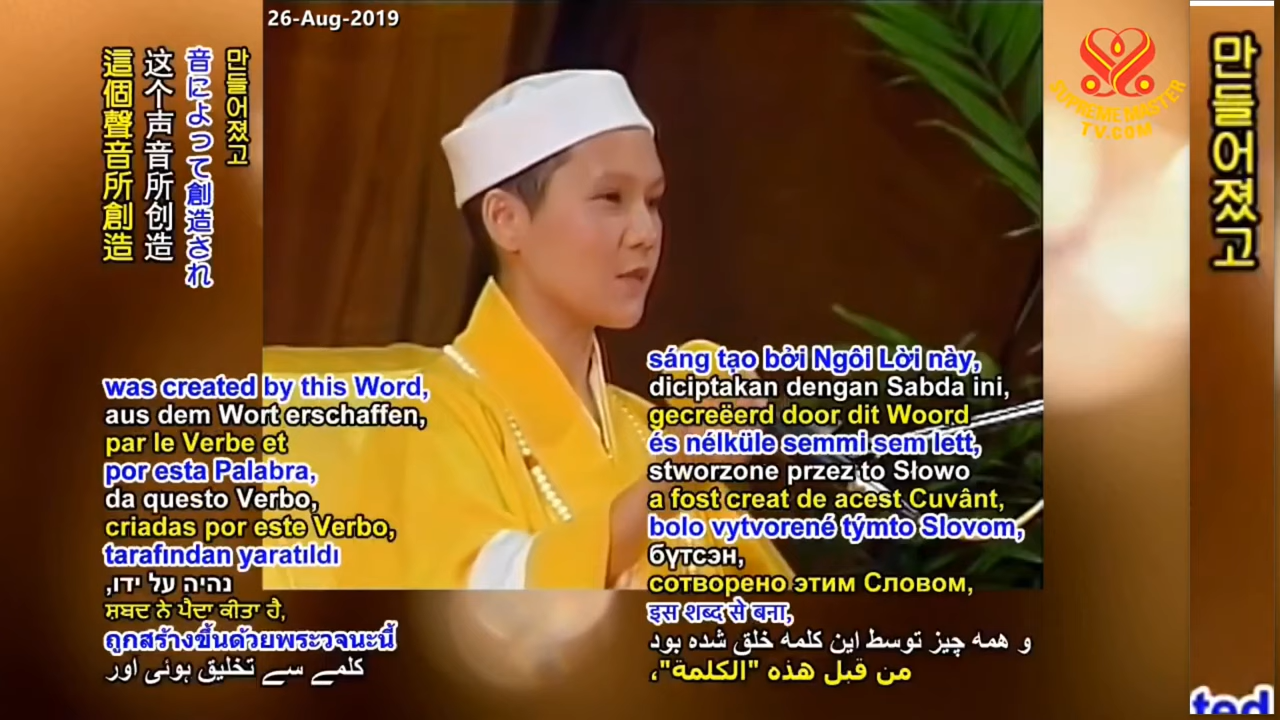 26-Aug-2019
만들어졌고
音によって創造され
这个声音所创造
這個聲音所創造
SUPREME MASTER
TV.COM
만들어졌고
was created by this Word,
aus dem Wort erschaffen,
par le Verbe et
por esta Palabra,
da questo Verbo,
criadas por este Verbo,
tarafından yaratıldı
נהיה על ידו,
ਸ਼ਬਦ ਨੇ ਪੈਦਾ ਕੀਤਾ ਹੈ,
ถูกสร้างขึ้นด้วยพระวจนะนี้
کلمے سے تخلیق ہوئی اور
sáng tạo bởi Ngôi Lời này,
diciptakan dengan Sabda ini,
gecreëerd door dit Woord
és nélküle semmi sem lett,
stworzone przez to Słowo
a fost creat de acest Cuvânt,
bolo vytvorené týmto Slovom,
бүтсэн,
сотворено этим Словом,
इस शब्द से बना,
و همه چیز توسط این کلمه خلق شده بود
من قبل هذه "الكلمة"،
ted